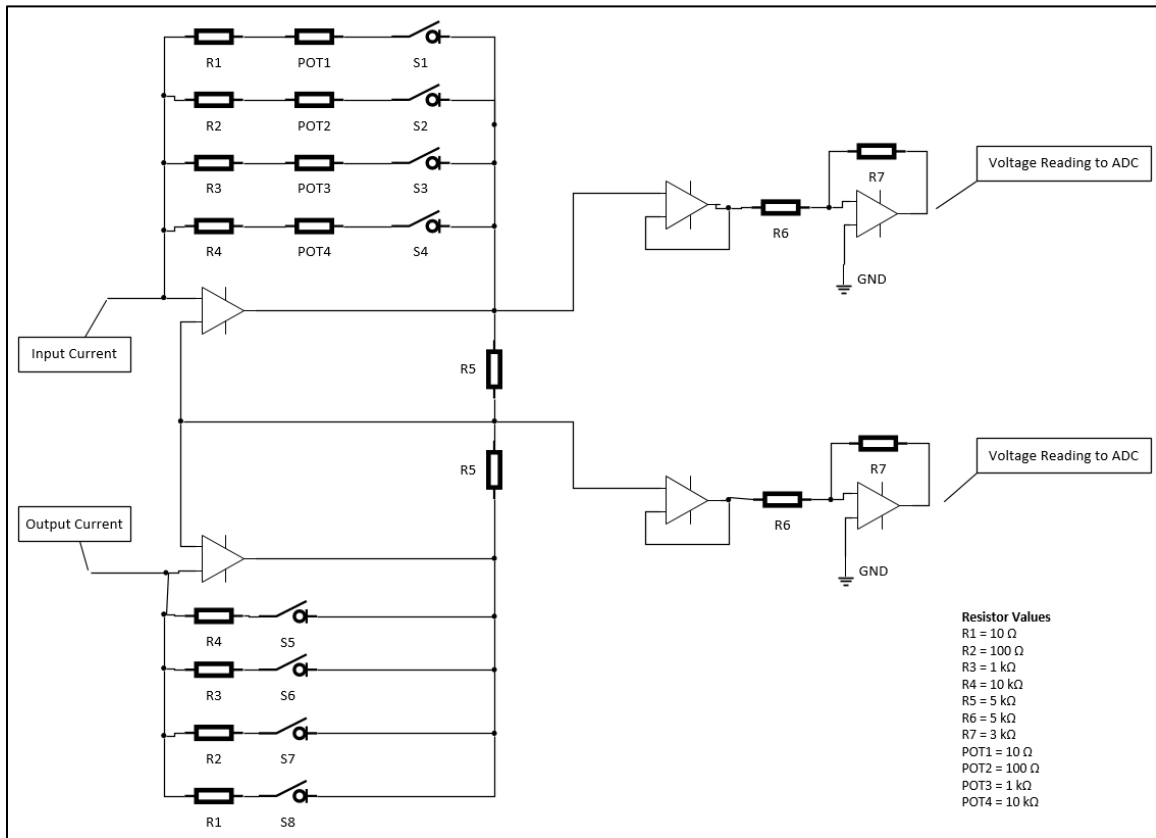 R1 POT1 S1
R2 POT2 S2
R3 POT3 S3
R4 POT4 S4
Input Current
R5
R5
Output Current
R4 S5
R3 S6
R2 S7
R1 S8
R7
R6
GND
Voltage Reading to ADC
R7
R6
GND
Voltage Reading to ADC
Resistor Values
R1 = 10 Ω
R2 = 100 Ω
R3 = 1 kΩ
R4 = 10 kΩ
R5 = 5 kΩ
R6 = 5 kΩ
R7 = 3 kΩ
POT1 = 10 Ω
POT2 = 100 Ω
POT3 = 1 kΩ
POT4 = 10 kΩ